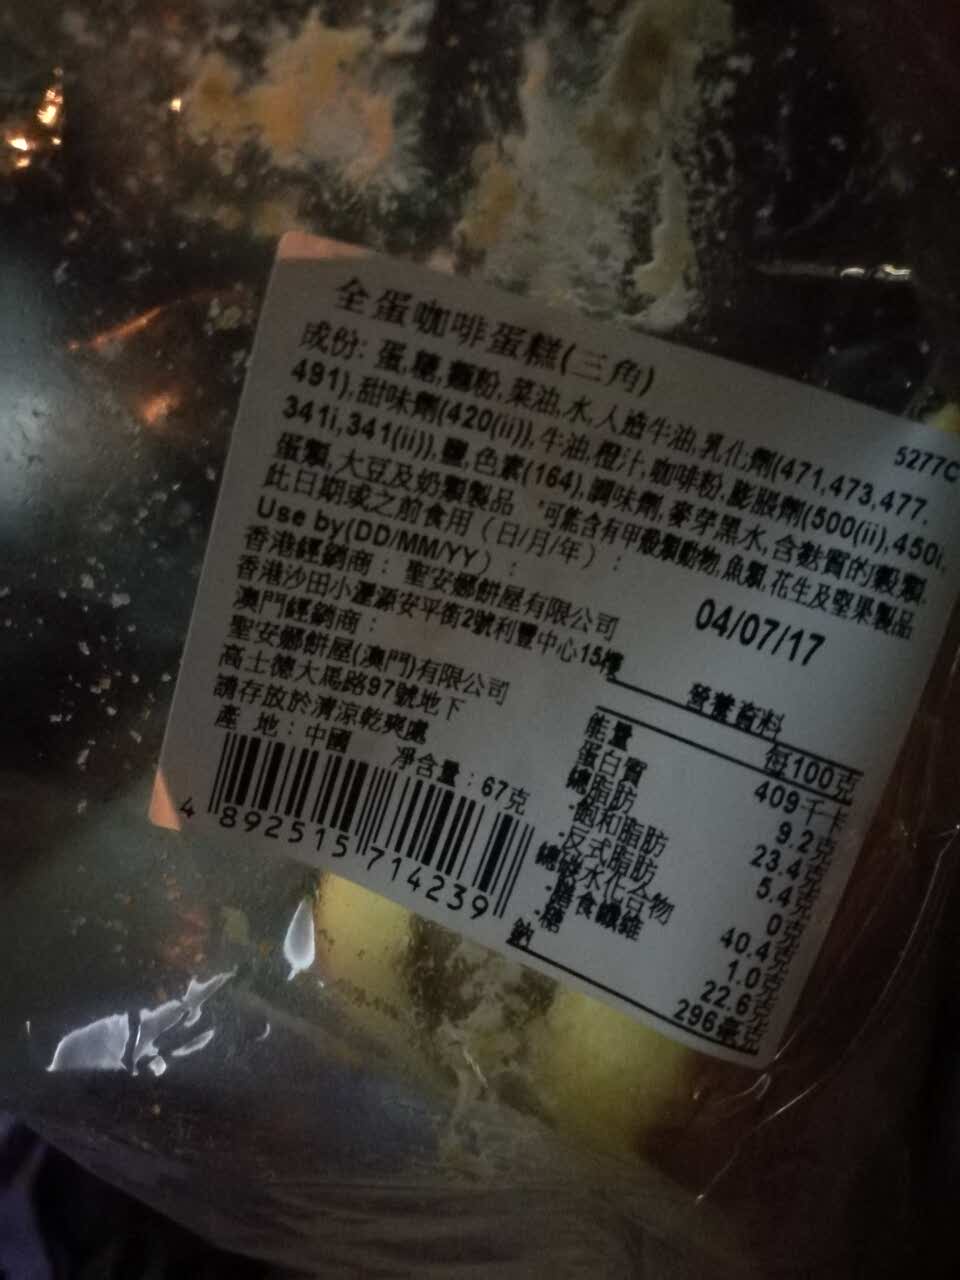 全蛋咖啡蛋糕(三角)
5277C
成份: 蛋,糖,麵粉,菜油,水,人造牛油,乳化劑(471,473,477,
491),甜味劑(420(ii)),牛油,橙汁,咖啡粉,膨脹劑(500(ii),450i,
341i,341(ii)),鹽,色素(164),調味劑,麥芽黑水,含麩質的穀類,
蛋類,大豆及奶類製品 *可能含有甲殼類動物,魚類,花生及堅果製品
此日期或之前食用（日/月/年）:
Use by(DD/MM/YY):
04/07/17
香港經銷商： 聖安娜餅屋有限公司
香港沙田小瀝源安平街2號利豐中心15樓
澳門經銷商：
聖安娜餅屋(澳門)有限公司
高士德大馬路97號地下
請存放於清涼乾爽處
產 地：中國 淨含量：67克
4 892515 714239
營養資料
每100克
能量 409千卡
蛋白質 9.2克
總脂肪 23.4克
-飽和脂肪 5.4克
-反式脂肪 0克
總碳水化合物 40.4克
-膳食纖維 1.0克
-糖 22.6克
鈉 296毫克